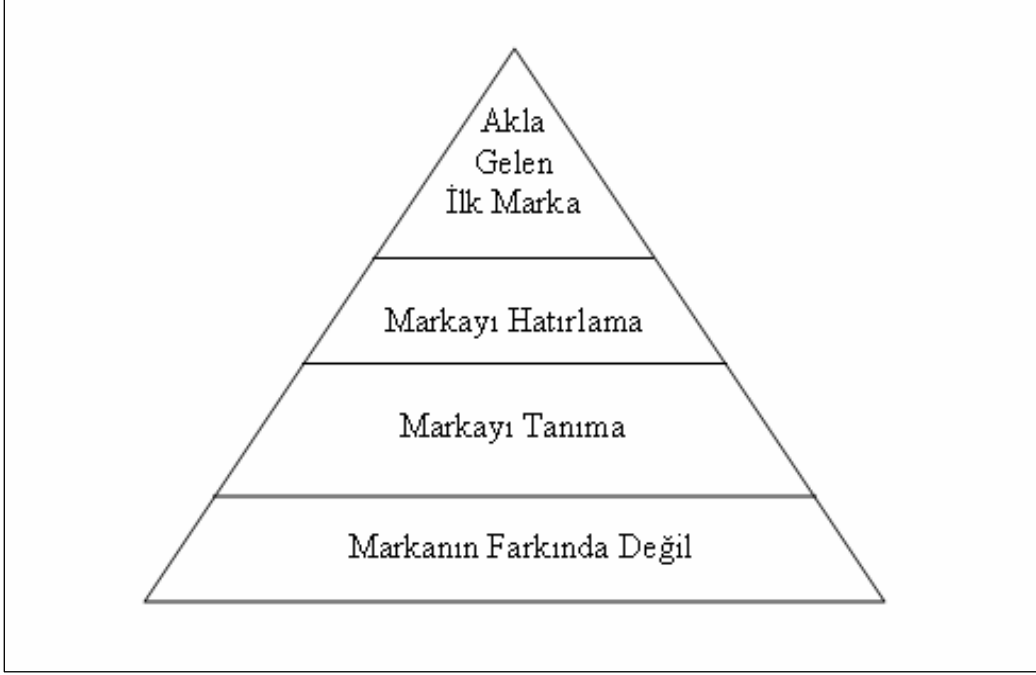 Akla
Gelen
İlk Marka
Markayı Hatırlama
Markayı Tanıma
Markanın Farkında Değil